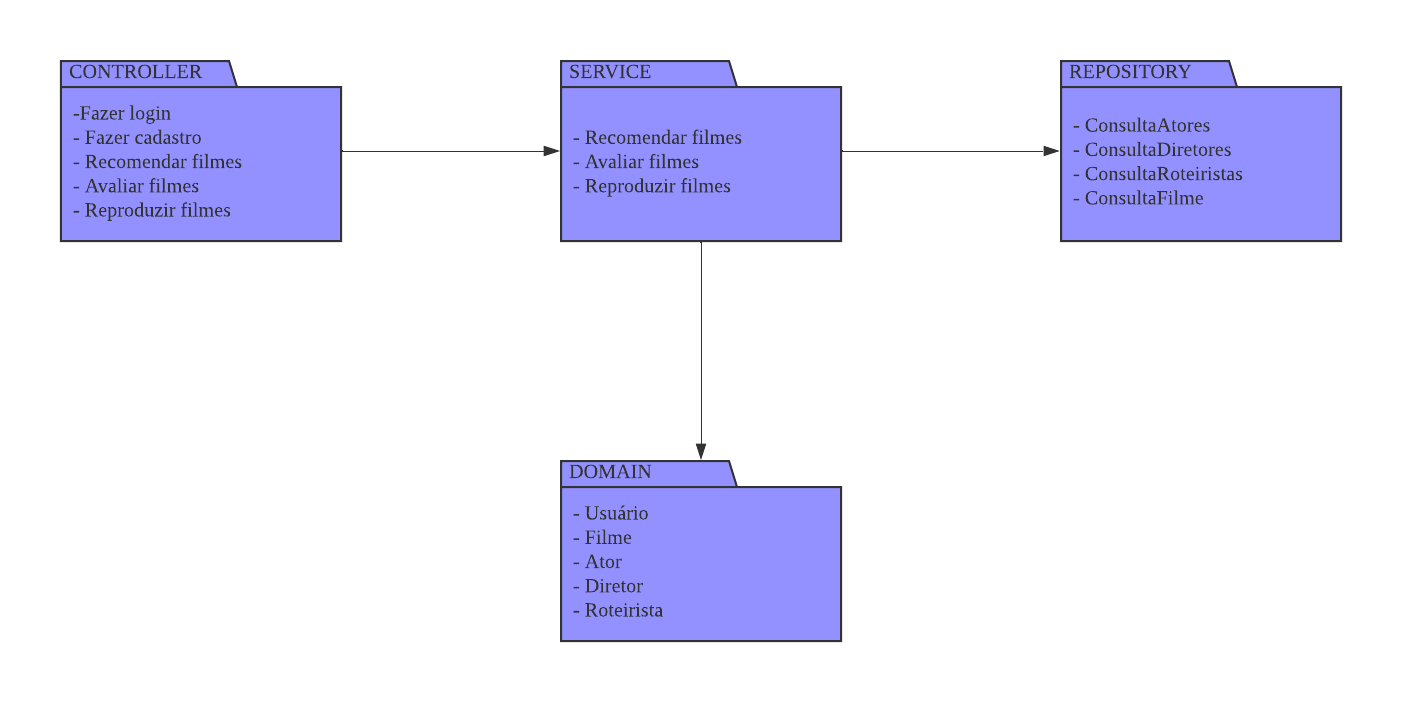 CONTROLLER
-Fazer login
- Fazer cadastro
- Recomendar filmes
- Avaliar filmes
- Reproduzir filmes
SERVICE
- Recomendar filmes
- Avaliar filmes
- Reproduzir filmes
REPOSITORY
- ConsultaAtores
- ConsultaDiretores
- ConsultaRoteiristas
- ConsultaFilme
DOMAIN
- Usuário
- Filme
- Ator
- Diretor
- Roteirista